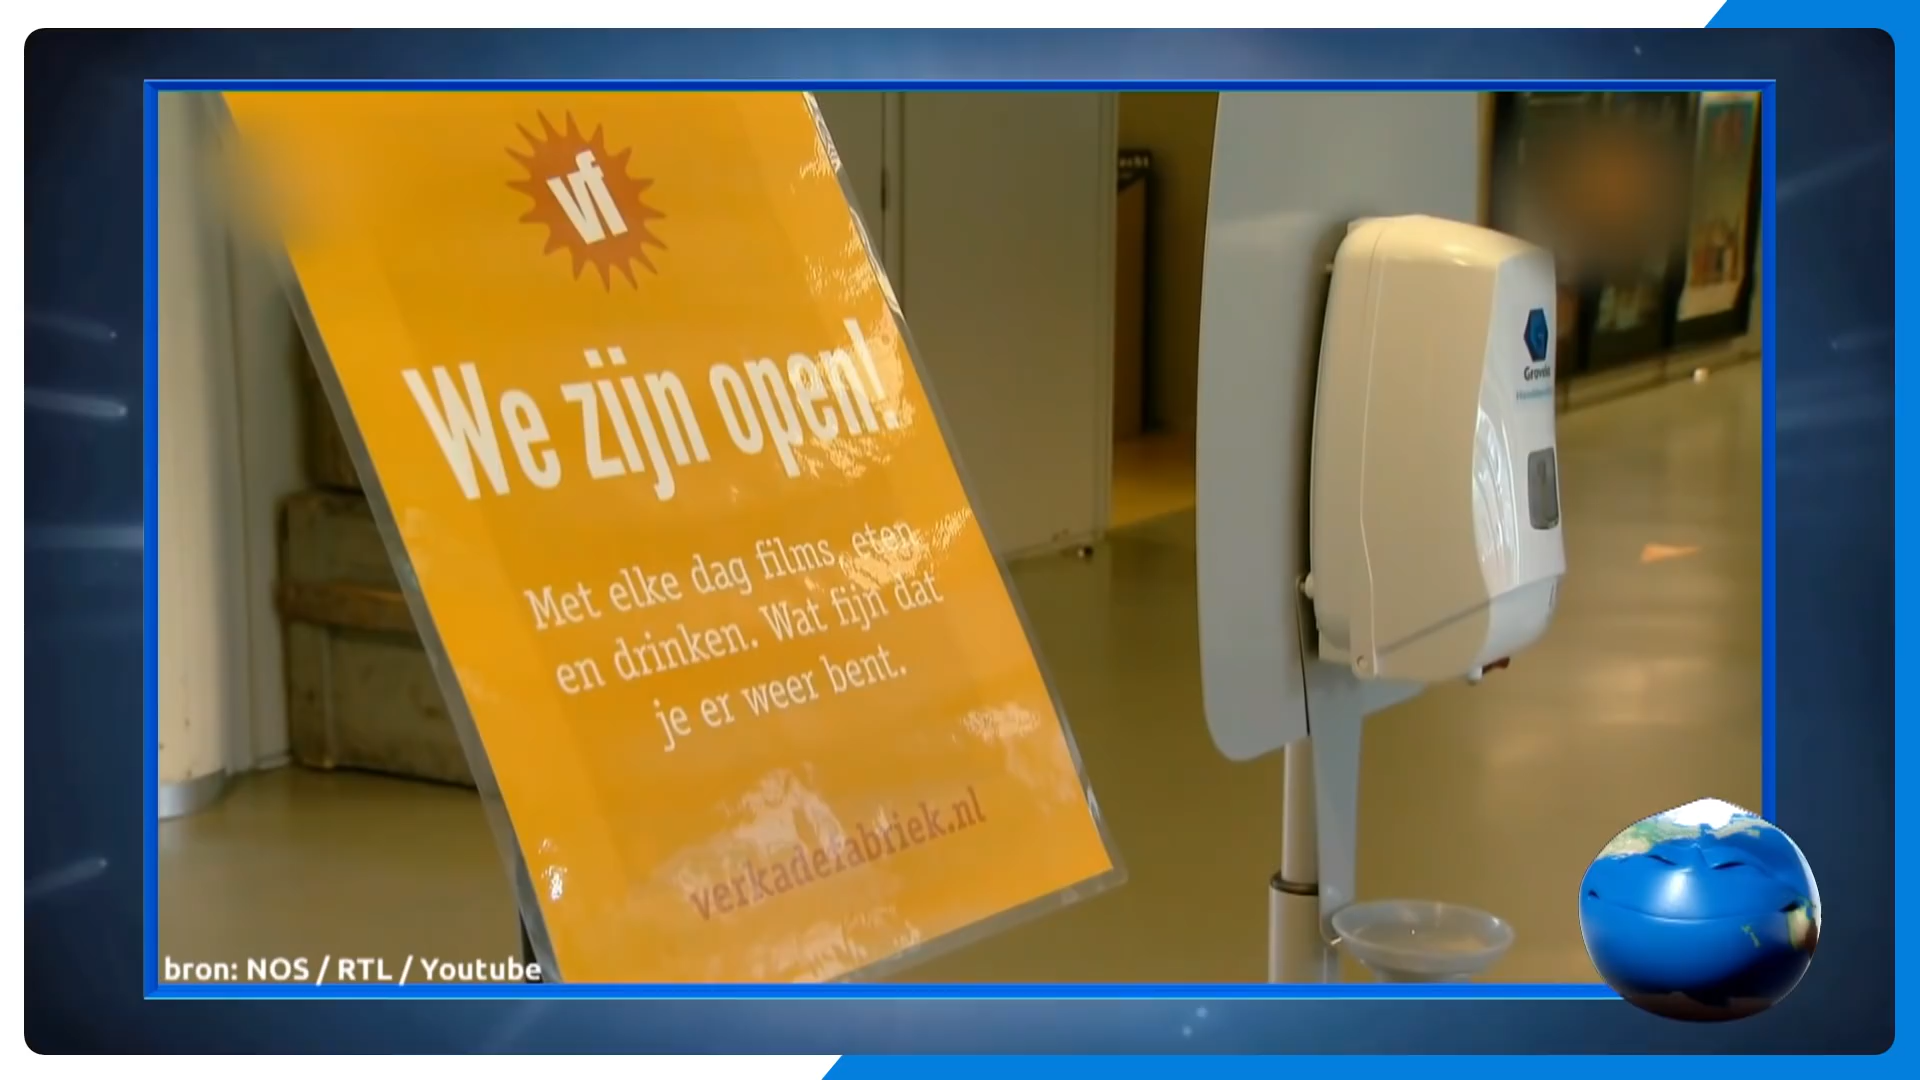 vf
We zijn open!
Met elke dag films, eten
en drinken. Wat fijn dat
je er weer bent.
verkadefabriek.nl
bron: NOS / RTL / Youtube